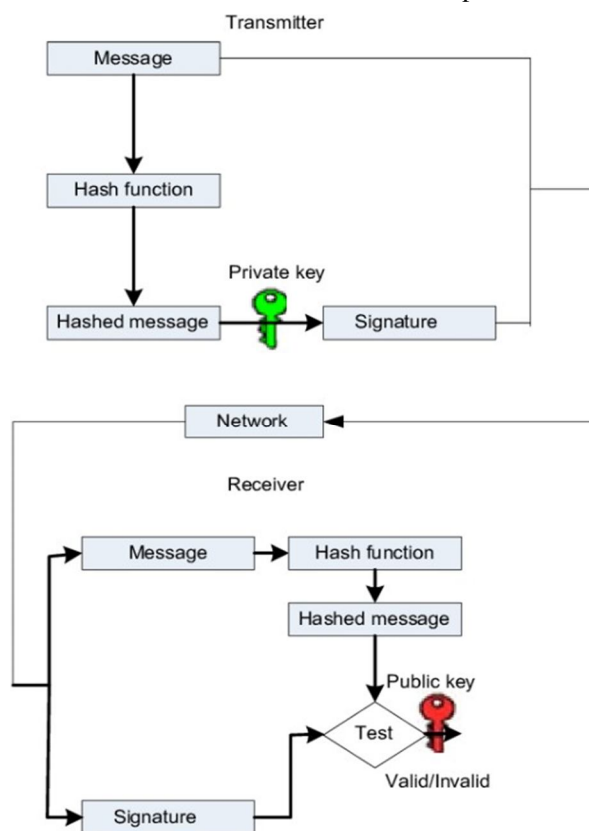 Transmitter
Message
Hash function
Private key
Hashed message
Signature
Network
Receiver
Message
Hash function
Hashed message
Public key
Test
Valid/Invalid
Signature